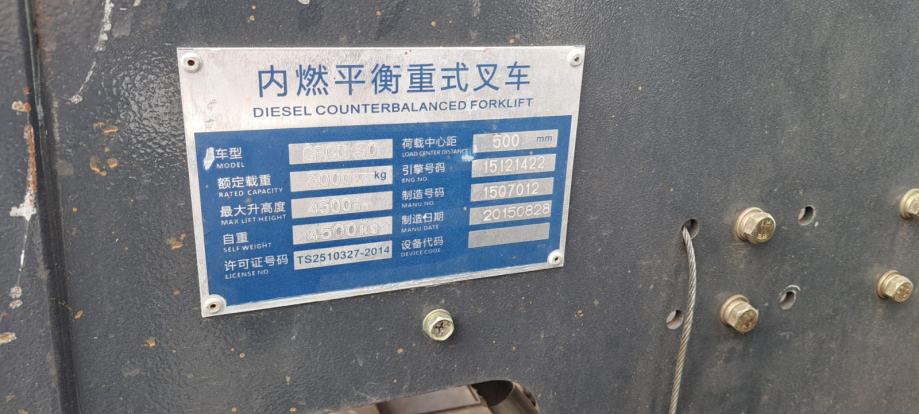 内燃平衡重式叉车
DIESEL COUNTERBALANCED FORKLIFT
车型
MODEL
额定载重 kg
RATED CAPACITY
最大升高度 4500
MAX LIFT HEIGHT
自重 4500
SELF WEIGHT
许可证号码 TS2510327-2014
LICENSE NO
荷载中心距 500 mm
LOAD CENTER DISTANCE
引擎号码 15121422
ENG NO
制造号码 1507012
MANU NO
制造日期 20150828
MANU DATE
设备代码
DEVICE CODE